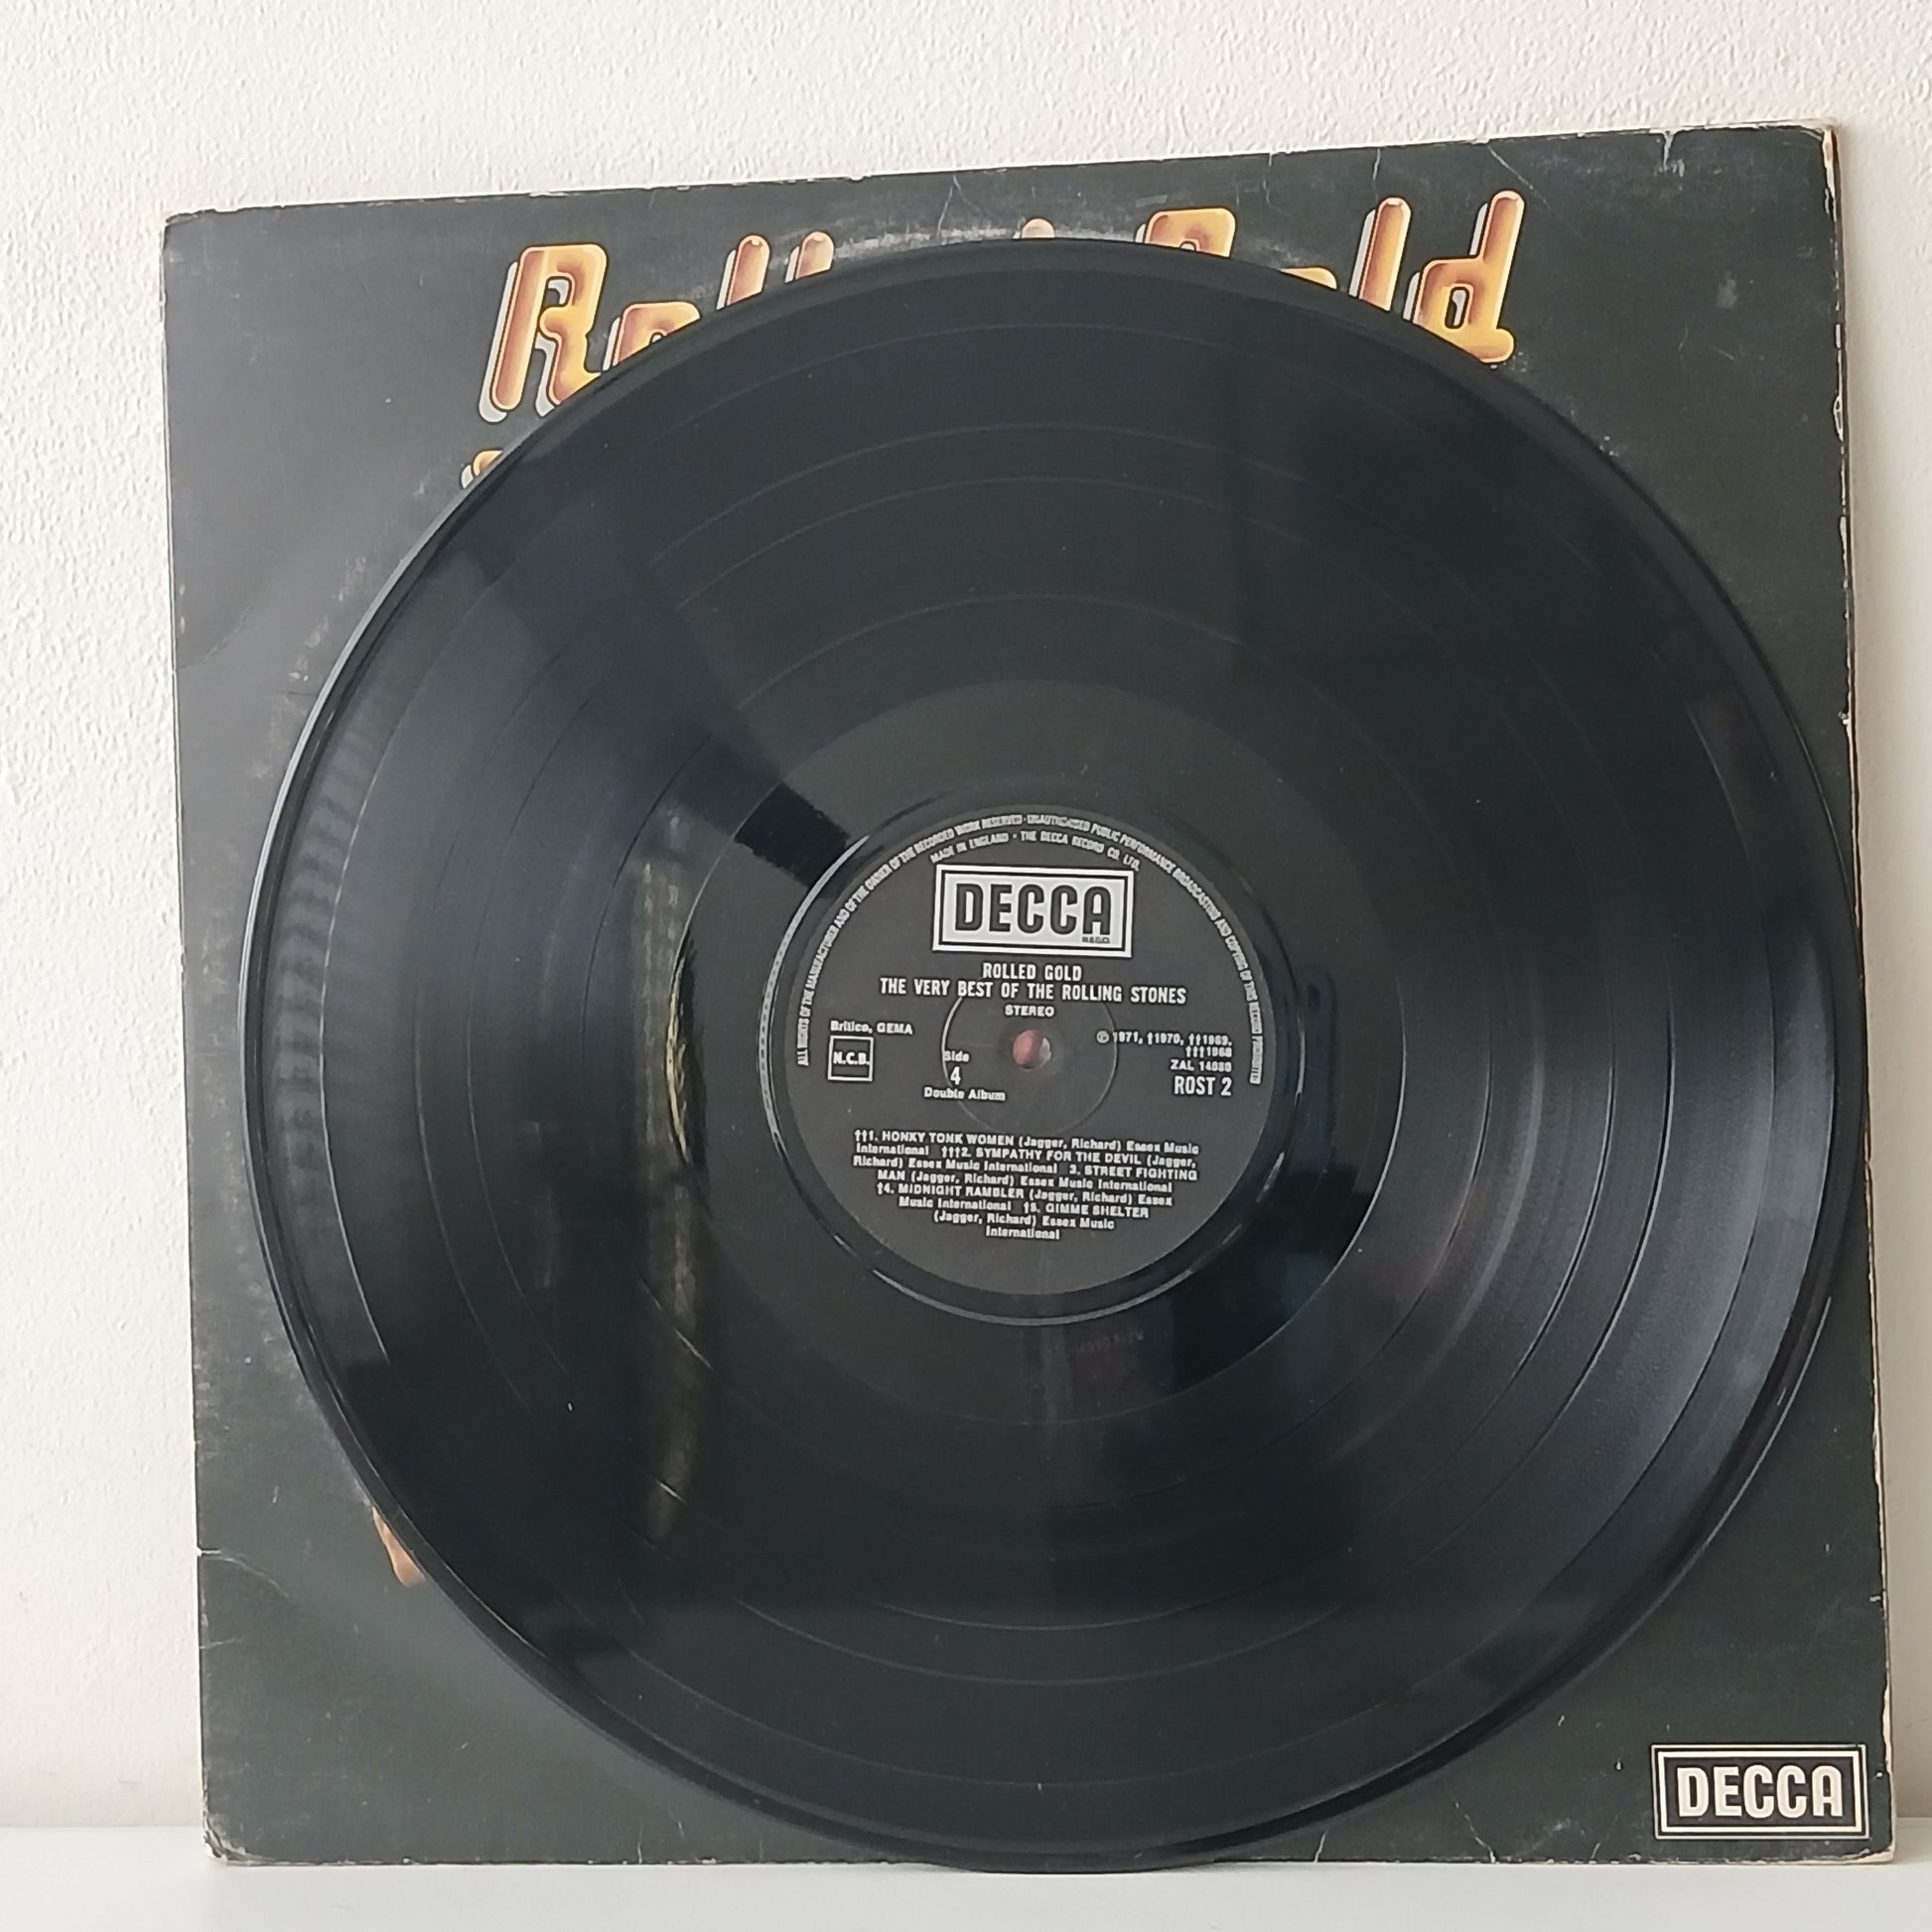 Rolled Gold
ALL RIGHTS OF THE MANUFACTURER AND OF THE OWNER OF THE RECORDED WORK RESERVED · UNAUTHORISED PUBLIC PERFORMANCE BROADCASTING AND COPYING OF THIS RECORD PROHIBITED
MADE IN ENGLAND · THE DECCA RECORD CO. LTD.
DECCA
ROLLED GOLD
THE VERY BEST OF THE ROLLING STONES
STEREO
Britico, GEMA
N.C.B.
Side
4
Double Album
Ⓟ 1971, †1970, ††1969.
†††1968
ZAL 14080
ROST 2
††1. HONKY TONK WOMEN (Jagger, Richard) Essex Music
International †††2. SYMPATHY FOR THE DEVIL (Jagger,
Richard) Essex Music International 3. STREET FIGHTING
MAN (Jagger, Richard) Essex Music International
†4. MIDNIGHT RAMBLER (Jagger, Richard) Essex
Music International †5. GIMME SHELTER
(Jagger, Richard) Essex Music
International
DECCA